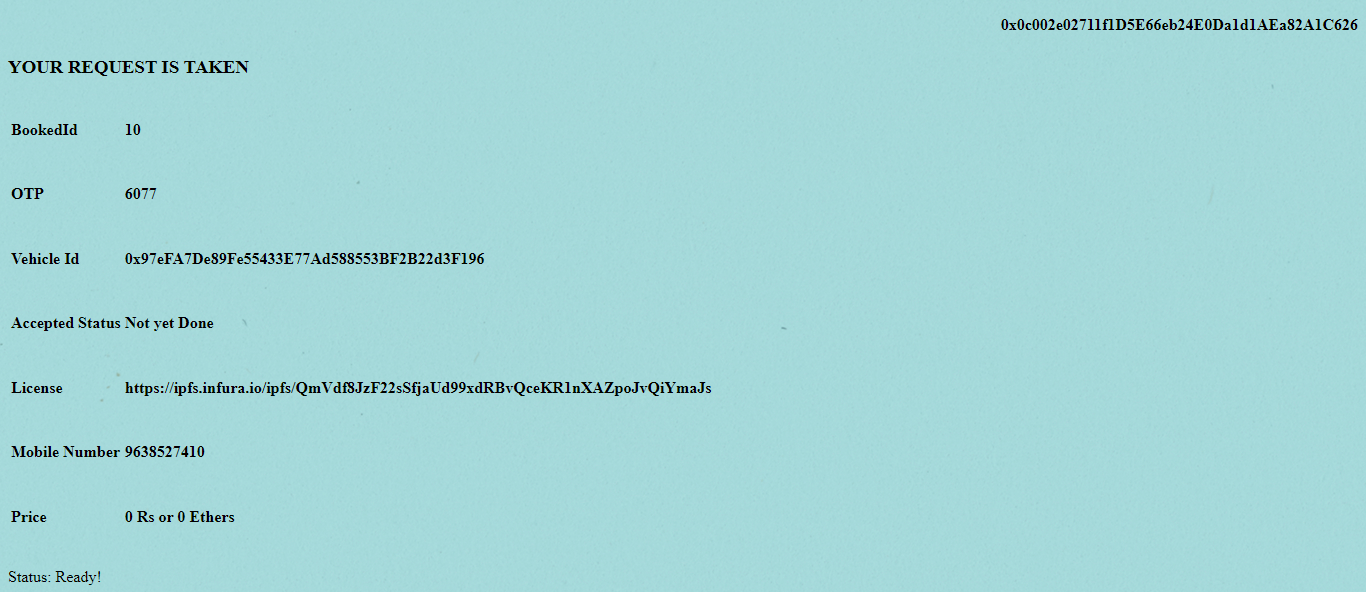 0x0c002e02711f1D5E66eb24E0Da1d1AEa82A1C626
YOUR REQUEST IS TAKEN
BookedId 10
OTP 6077
Vehicle Id 0x97eFA7De89Fe55433E77Ad588553BF2B22d3F196
Accepted Status Not yet Done
License https://ipfs.infura.io/ipfs/QmVdf8JzF22sSfjaUd99xdRBvQceKR1nXAZpoJvQiYmaJs
Mobile Number 9638527410
Price 0 Rs or 0 Ethers
Status: Ready!